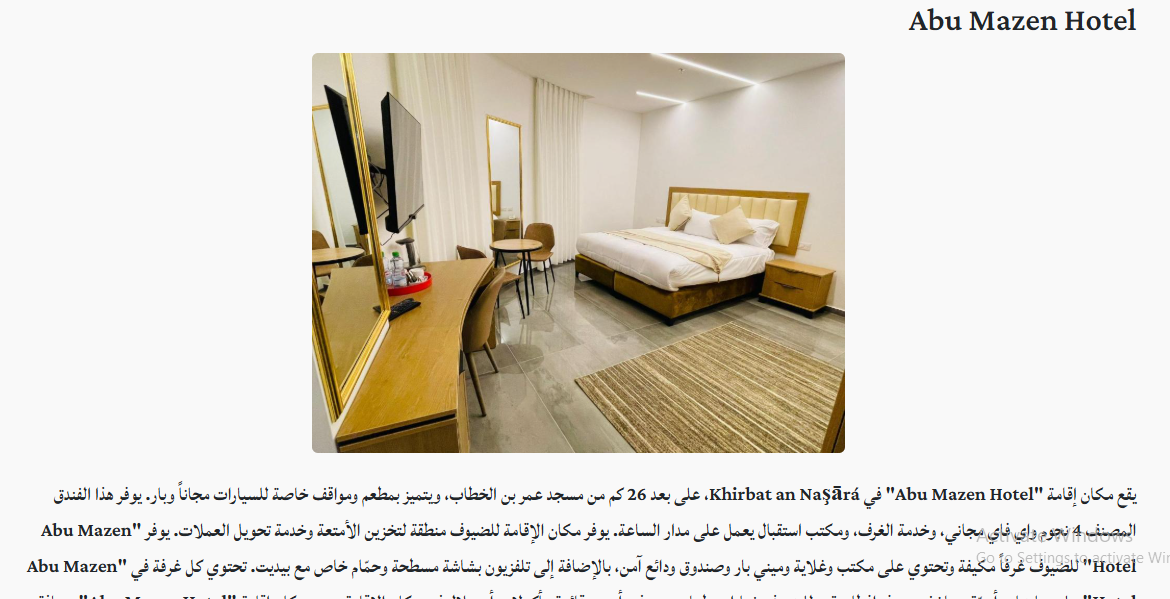 Abu Mazen Hotel
يقع مكان إقامة "Abu Mazen Hotel" في Khirbat an Naşārá، على بعد 26 كم من مسجد عمر بن الخطاب، ويتميز بمطعم ومواقف خاصة للسيارات مجاناً وبار. يوفر هذا الفندق
المصنف 4 نجوم واي فاي مجاني، وخدمة الغرف، ومكتب استقبال يعمل على مدار الساعة. يوفر مكان الإقامة للضيوف منطقة لتخزين الأمتعة وخدمة تحويل العملات. يوفر "Abu Mazen
Hotel" للضيوف غرفاً مكيفة وتحتوي على مكتب وغلاية وميني بار وصندوق ودائع آمن، بالإضافة إلى تلفزيون بشاشة مسطحة وحمّام خاص مع بيديت. تحتوي كل غرفة في "Abu Mazen
Activate Windows
Go to Settings to activate Win